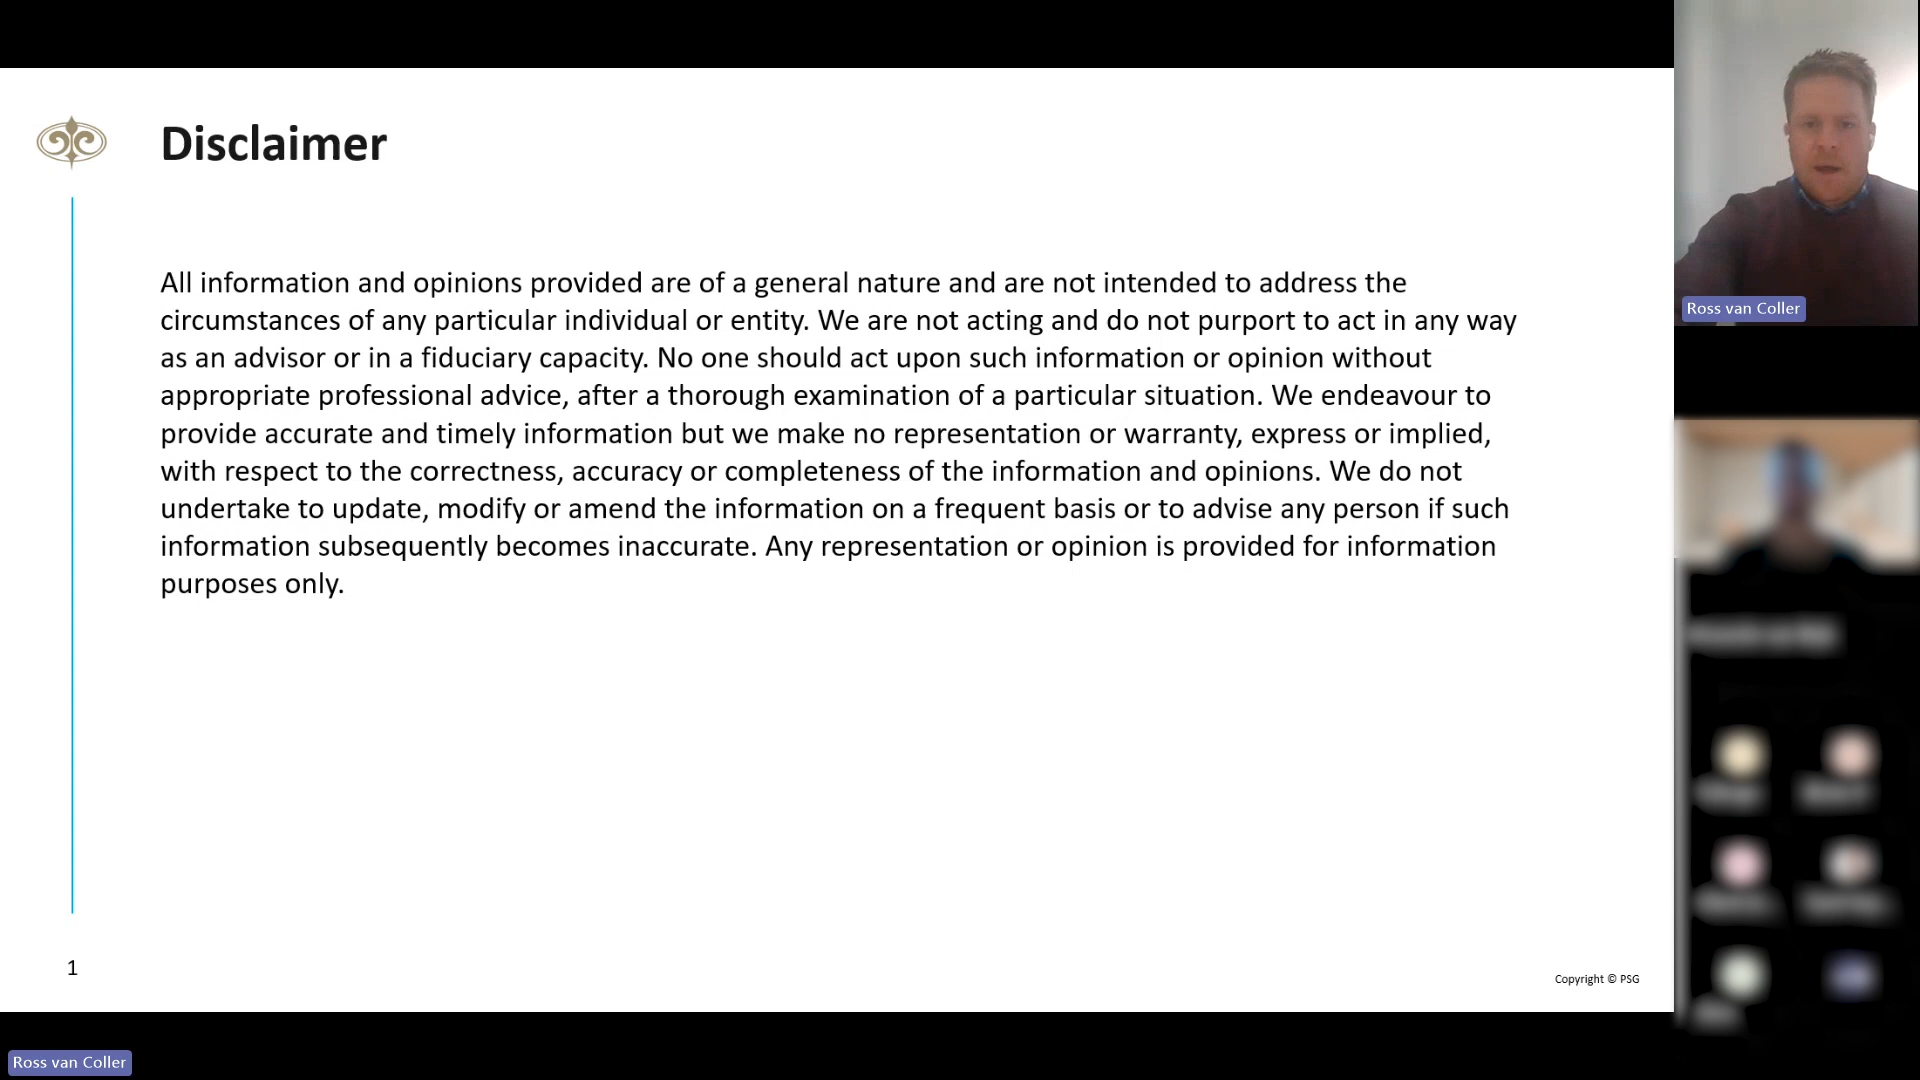 Disclaimer
All information and opinions provided are of a general nature and are not intended to address the
circumstances of any particular individual or entity. We are not acting and do not purport to act in any way
as an advisor or in a fiduciary capacity. No one should act upon such information or opinion without
appropriate professional advice, after a thorough examination of a particular situation. We endeavour to
provide accurate and timely information but we make no representation or warranty, express or implied,
with respect to the correctness, accuracy or completeness of the information and opinions. We do not
undertake to update, modify or amend the information on a frequent basis or to advise any person if such
information subsequently becomes inaccurate. Any representation or opinion is provided for information
purposes only.
1
Copyright © PSG
Ross van Coller
Ross van Coller